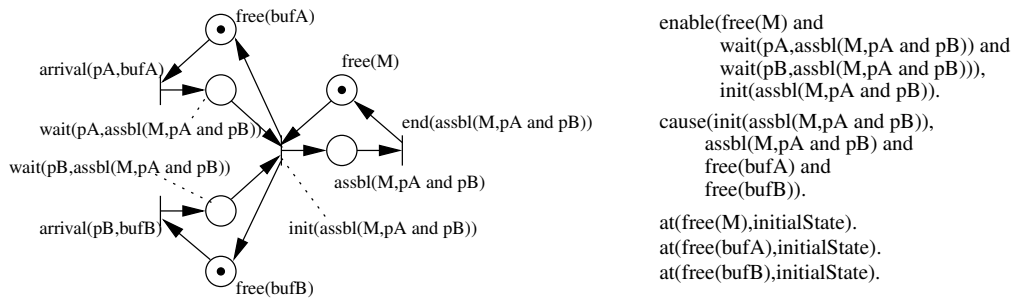 free(bufA)
arrival(pA,bufA)
free(M)
wait(pA,assbl(M,pA and pB))
end(assbl(M,pA and pB))
wait(pB,assbl(M,pA and pB))
assbl(M,pA and pB)
arrival(pB,bufB)
init(assbl(M,pA and pB))
free(bufB)
enable(free(M) and
wait(pA,assbl(M,pA and pB)) and
wait(pB,assbl(M,pA and pB))),
init(assbl(M,pA and pB)).
cause(init(assbl(M,pA and pB)),
assbl(M,pA and pB) and
free(bufA) and
free(bufB)).
at(free(M),initialState).
at(free(bufA),initialState).
at(free(bufB),initialState).